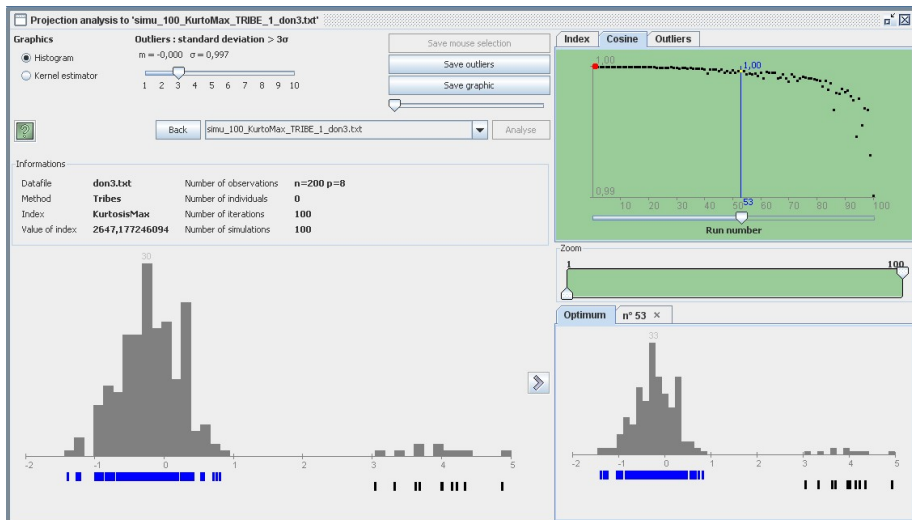 Projection analysis to 'simu_100_KurtoMax_TRIBE_1_don3.txt'
Graphics
Histogram
Kernel estimator
Outliers : standard deviation > 3σ
m = -0,000 σ = 0,997
1 2 3 4 5 6 7 8 9 10
Save mouse selection
Save outliers
Save graphic
Back
simu_100_KurtoMax_TRIBE_1_don3.txt
Analyse
Informations
Datafile don3.txt Number of observations n=200 p=8
Method Tribes Number of individuals 0
Index KurtosisMax Number of iterations 100
Value of index 2647,177246094 Number of simulations 100
30
-2 -1 0 1 2 3 4 5
Index Cosine Outliers
1,00 1,00
0,99
53
10 20 30 40 50 60 70 80 90 100
Run number
Zoom
1 100
Optimum n° 53 ×
33
-2 -1 0 1 2 3 4 5